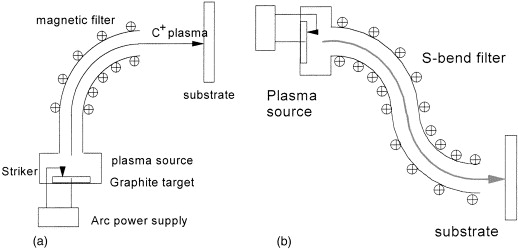 magnetic filter
C+ plasma
substrate
Striker
plasma source
Graphite target
Arc power supply
(a)
S-bend filter
Plasma
source
substrate
(b)